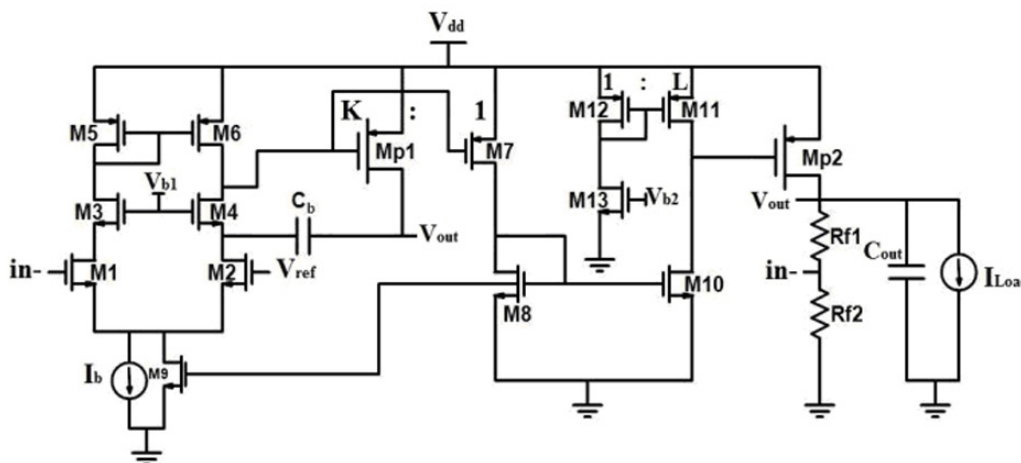 Vdd
M5
M6
K
:
1
Mp1
M7
1
:
L
M12
M11
Mp2
Vb1
M3
M4
Cb
Vout
M13
Vb2
Vout
Rf1
Cout
ILoa
in-
M1
M2
Vref
in-
Rf2
M8
M10
Ib
M9